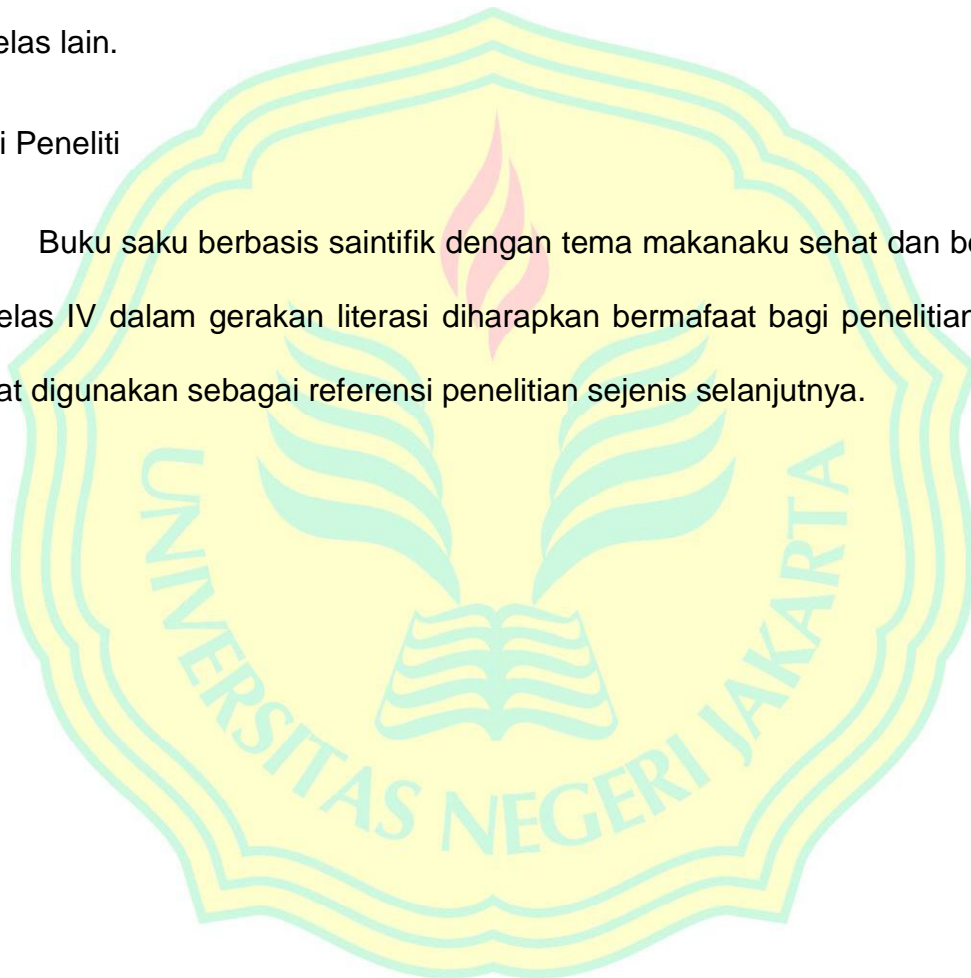 elas lain.
i Peneliti
Buku saku berbasis saintifik dengan tema makanaku sehat dan be
elas IV dalam gerakan literasi diharapkan bermafaat bagi penelitian
at digunakan sebagai referensi penelitian sejenis selanjutnya.
UNIVERSITAS NEGERI JAKARTA